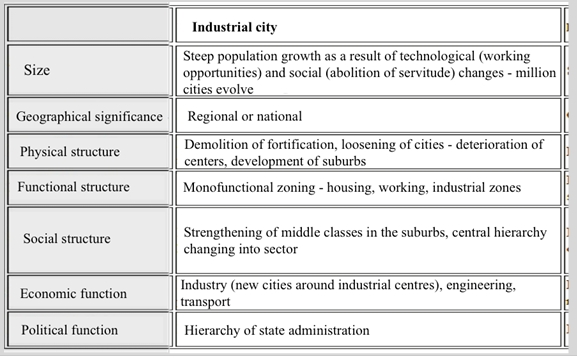 Industrial city
Size
Steep population growth as a result of technological (working
opportunities) and social (abolition of servitude) changes - million
cities evolve
Geographical significance
Regional or national
Physical structure
Demolition of fortification, loosening of cities - deterioration of
centers, development of suburbs
Functional structure
Monofunctional zoning - housing, working, industrial zones
Social structure
Strengthening of middle classes in the suburbs, central hierarchy
changing into sector
Economic function
Industry (new cities around industrial centres), engineering,
transport
Political function
Hierarchy of state administration